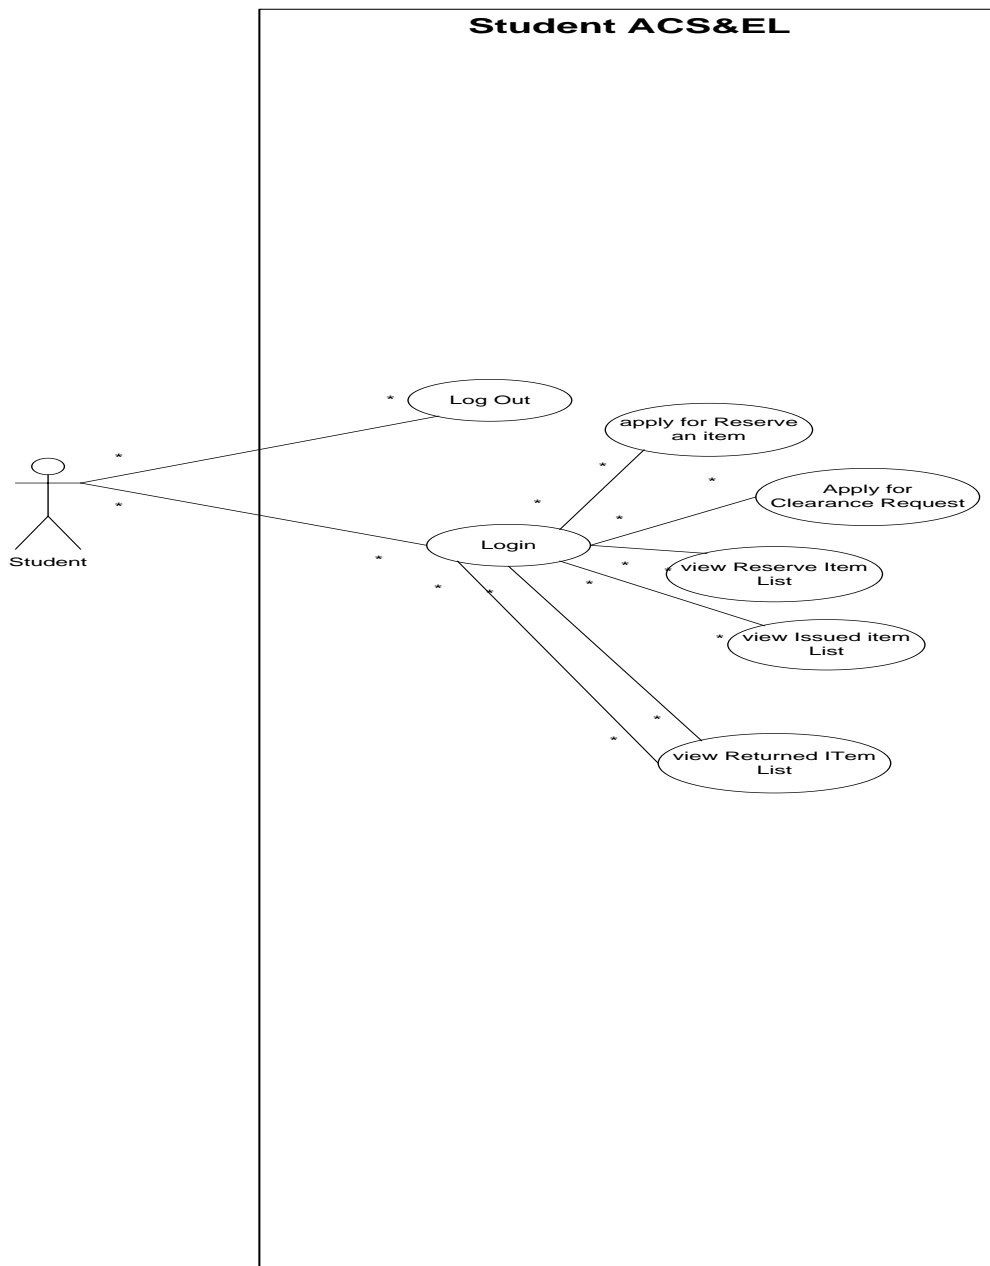 Student ACS&EL
*
Log Out
*
apply for Reserve
an item
*
*
*
Apply for
Clearance Request
*
*
Student
Login
*
*
*
view Reserve Item
List
*
*
*
*
view Issued item
List
*
*
view Returned ITem
List